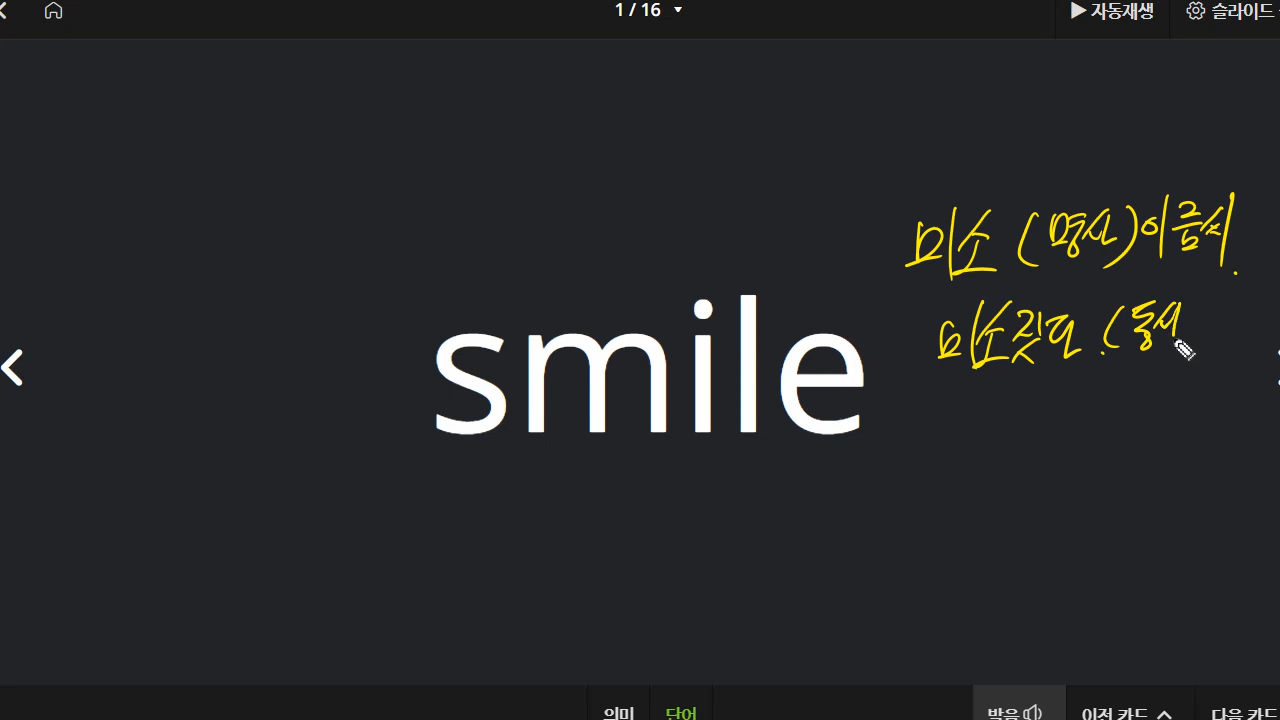 1 / 16
자동재생
슬라이드
미소 (명사) 이름씨.
smile
미소짓다. (동사
의미
단어
발음
이전 카드
다음 카드